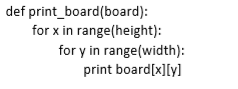 def print_board(board):
    for x in range(height):
        for y in range(width):
            print board[x][y]